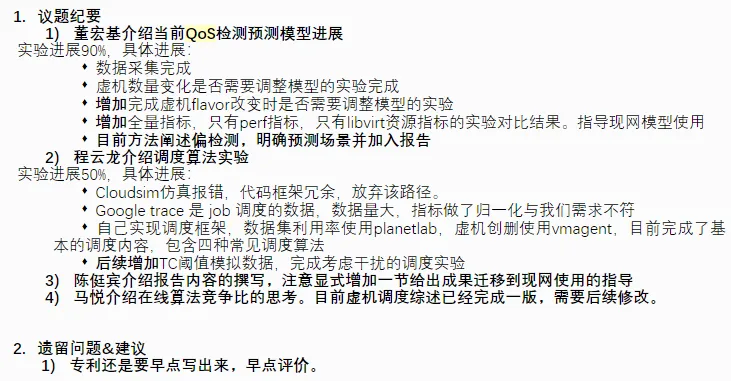 1. 议题纪要
1) 董宏基介绍当前QoS检测预测模型进展
实验进展90%，具体进展：
♦ 数据采集完成
♦ 虚机数量变化是否需要调整模型的实验完成
♦ 增加完成虚机flavor改变时是否需要调整模型的实验
♦ 增加全量指标，只有perf指标，只有libvirt资源指标的实验对比结果。指导现网模型使用
♦ 目前方法阐述偏检测，明确预测场景并加入报告
2) 程云龙介绍调度算法实验
实验进展50%，具体进展：
♦ Cloudsim仿真报错，代码框架冗余，放弃该路径。
♦ Google trace 是 job 调度的数据，数据量大，指标做了归一化与我们需求不符
♦ 自己实现调度框架，数据集利用率使用planetlab，虚机创删使用vmagent，目前完成了基
本的调度内容，包含四种常见调度算法
♦ 后续增加TC阈值模拟数据，完成考虑干扰的调度实验
3) 陈侹宾介绍报告内容的撰写，注意显式增加一节给出成果迁移到现网使用的指导
4) 马悦介绍在线算法竞争比的思考。目前虚机调度综述已经完成一版，需要后续修改。
2. 遗留问题&建议
1) 专利还是要早点写出来，早点评价。